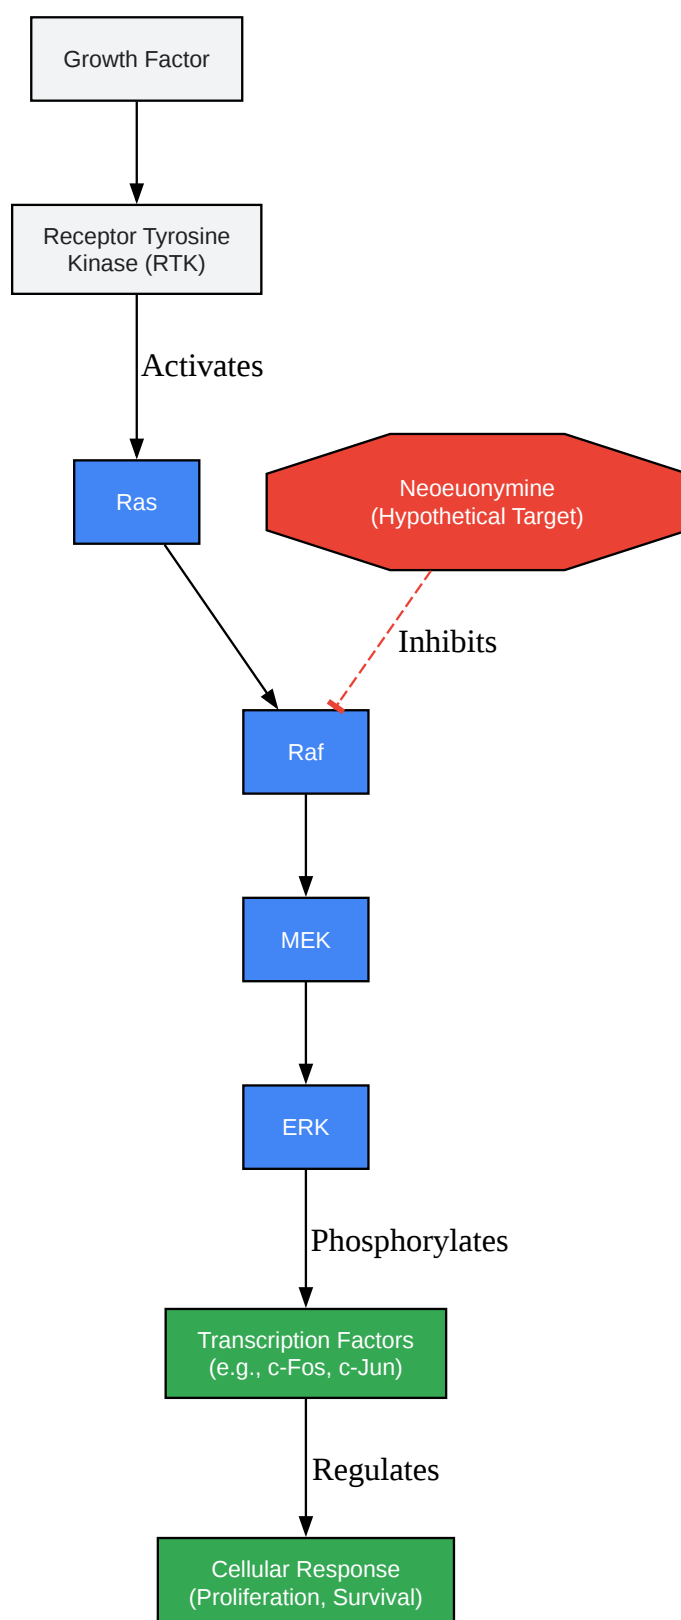 Growth Factor
Receptor Tyrosine
Kinase (RTK)
Activates
Ras
Neoeuonymine
(Hypothetical Target)
Inhibits
Raf
MEK
ERK
Phosphorylates
Transcription Factors
(e.g., c-Fos, c-Jun)
Regulates
Cellular Response
(Proliferation, Survival)